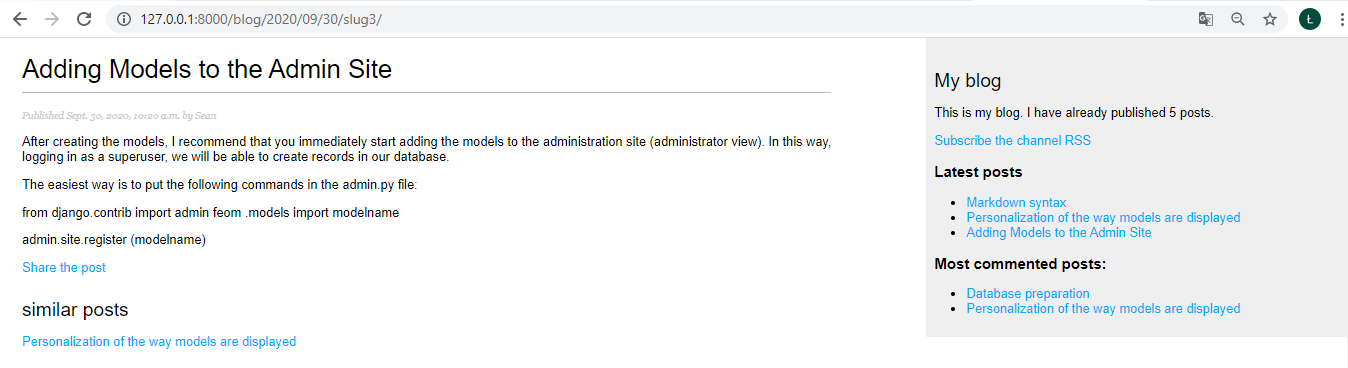 127.0.0.1:8000/blog/2020/09/30/slug3/
Ł
Adding Models to the Admin Site
Published Sept. 30, 2020, 10:20 a.m. by Sean
After creating the models, I recommend that you immediately start adding the models to the administration site (administrator view). In this way,
logging in as a superuser, we will be able to create records in our database.
The easiest way is to put the following commands in the admin.py file:
from django.contrib import admin feom .models import modelname
admin.site.register (modelname)
Share the post
similar posts
Personalization of the way models are displayed
My blog
This is my blog. I have already published 5 posts.
Subscribe the channel RSS
Latest posts
Markdown syntax
Personalization of the way models are displayed
Adding Models to the Admin Site
Most commented posts:
Database preparation
Personalization of the way models are displayed